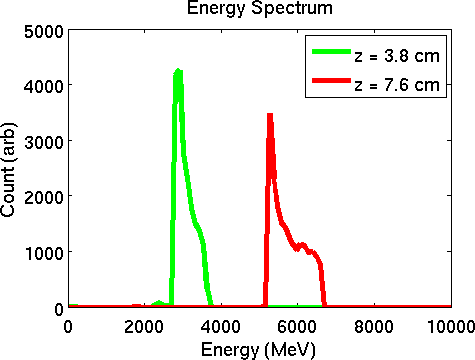 Energy Spectrum
5000
4000
3000
2000
1000
0
Count (arb)
z = 3.8 cm
z = 7.6 cm
0 2000 4000 6000 8000 10000
Energy (MeV)